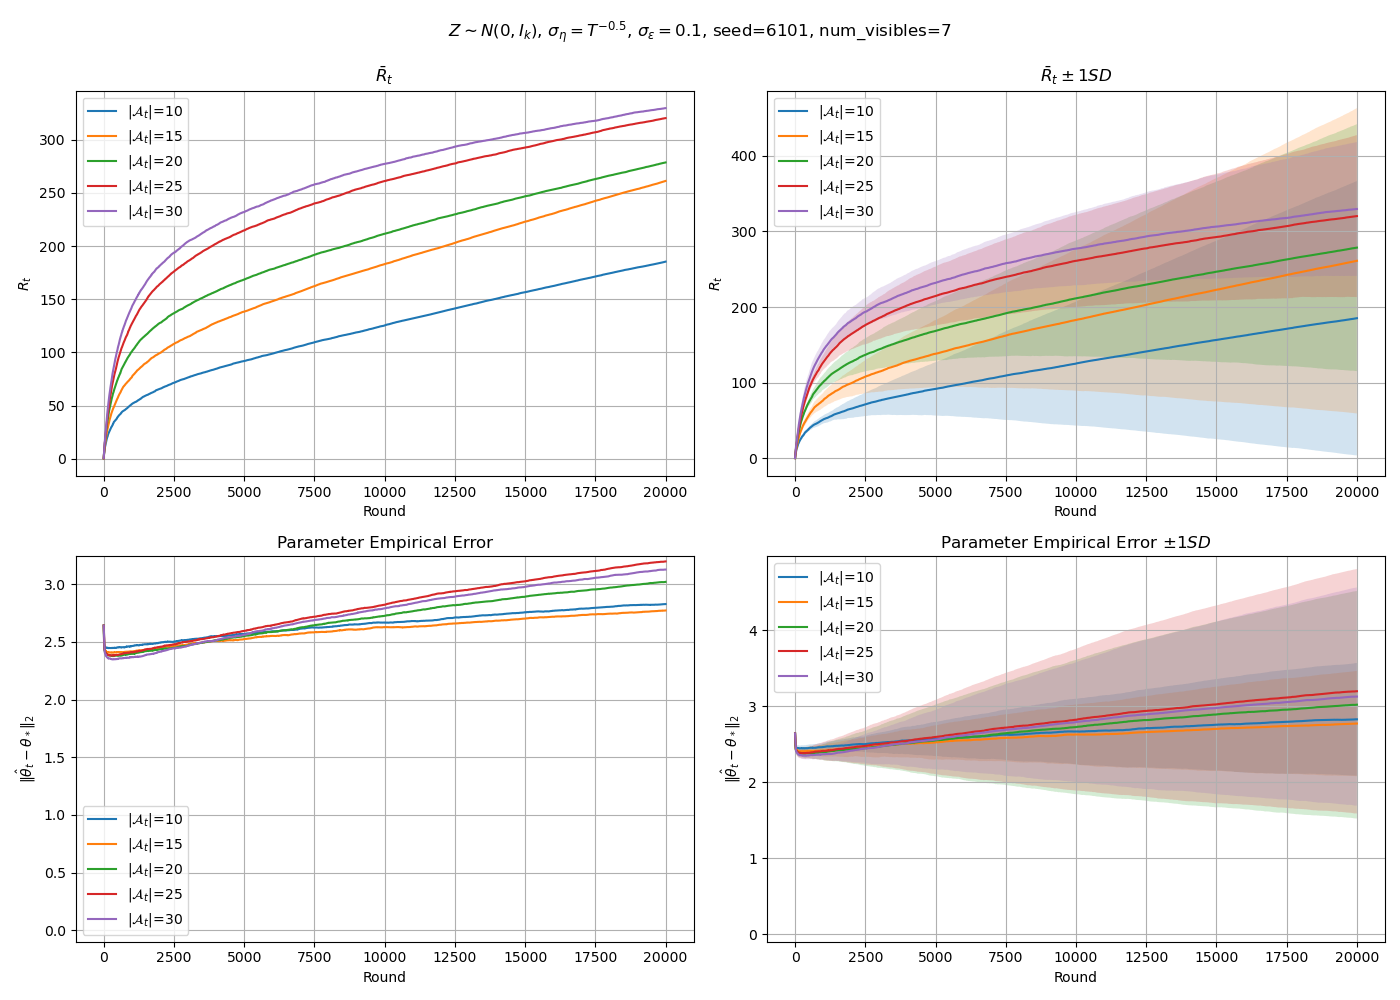 Z ∼ N(0, I_k), σ_η = T^{−0.5}, σ_ε = 0.1, seed=6101, num_visibles=7
R̄_t
R_t
300
250
200
150
100
50
0
|𝒜_t|=10
|𝒜_t|=15
|𝒜_t|=20
|𝒜_t|=25
|𝒜_t|=30
0 2500 5000 7500 10000 12500 15000 17500 20000
Round
R̄_t ± 1SD
R_t
400
300
200
100
0
|𝒜_t|=10
|𝒜_t|=15
|𝒜_t|=20
|𝒜_t|=25
|𝒜_t|=30
0 2500 5000 7500 10000 12500 15000 17500 20000
Round
Parameter Empirical Error
‖θ̂_t − θ_*‖_2
3.0
2.5
2.0
1.5
1.0
0.5
0.0
|𝒜_t|=10
|𝒜_t|=15
|𝒜_t|=20
|𝒜_t|=25
|𝒜_t|=30
0 2500 5000 7500 10000 12500 15000 17500 20000
Round
Parameter Empirical Error ±1SD
‖θ̂_t − θ_*‖_2
4
3
2
1
0
|𝒜_t|=10
|𝒜_t|=15
|𝒜_t|=20
|𝒜_t|=25
|𝒜_t|=30
0 2500 5000 7500 10000 12500 15000 17500 20000
Round